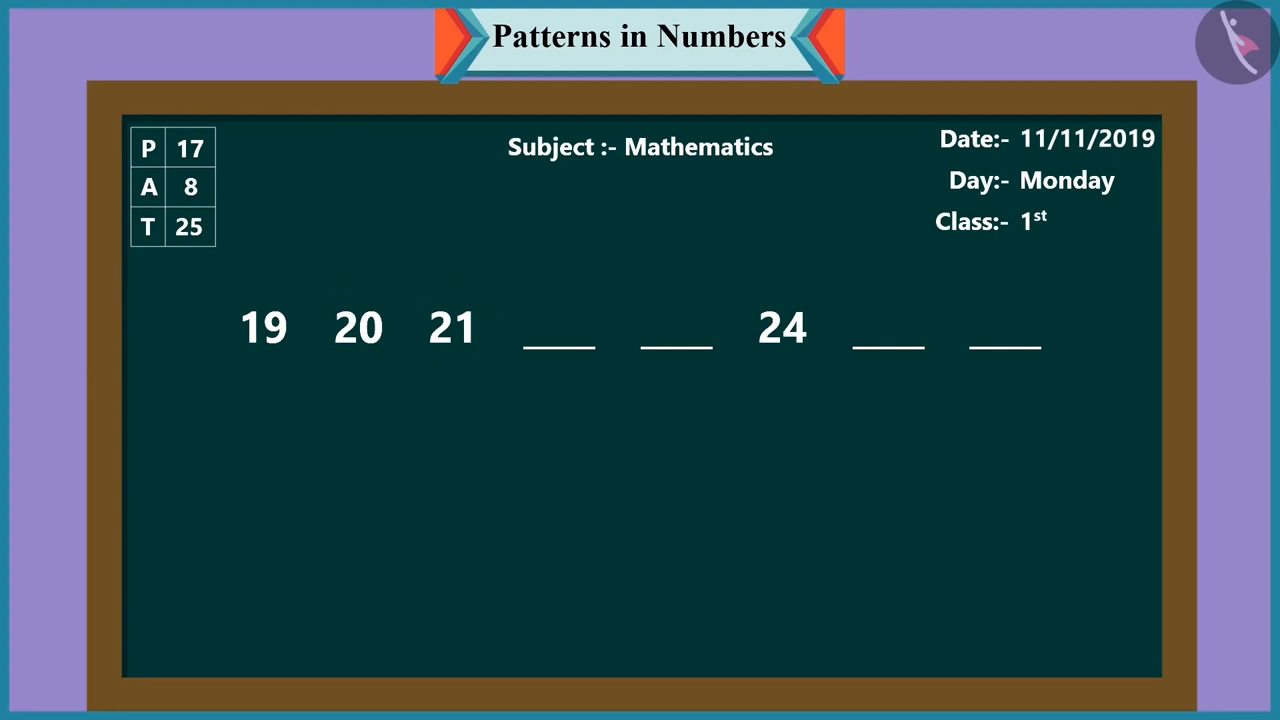 Patterns in Numbers
P 17
A 8
T 25
Subject :- Mathematics
Date:- 11/11/2019
Day:- Monday
Class:- 1st
19 20 21 ____ ____ 24 ____ ____